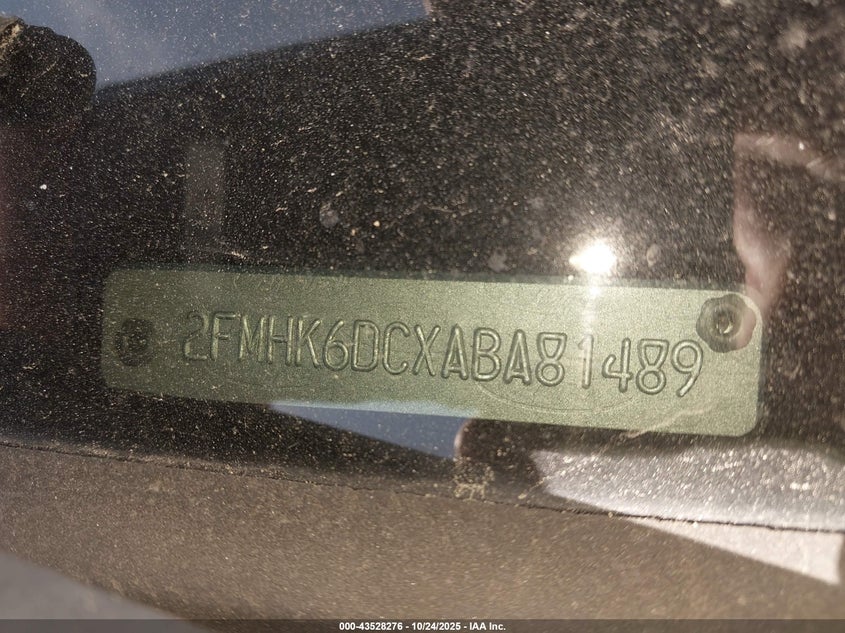 2FMHK6DCXABA81489
000-43528276 - 10/24/2025 - IAA Inc.